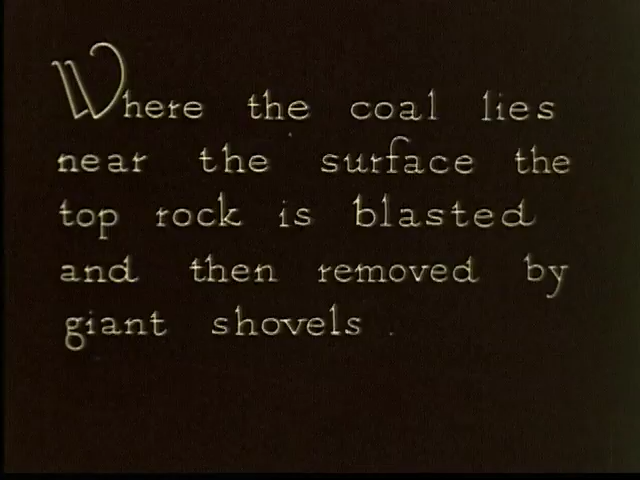 Where the coal lies
near the surface the
top rock is blasted
and then removed by
giant shovels .